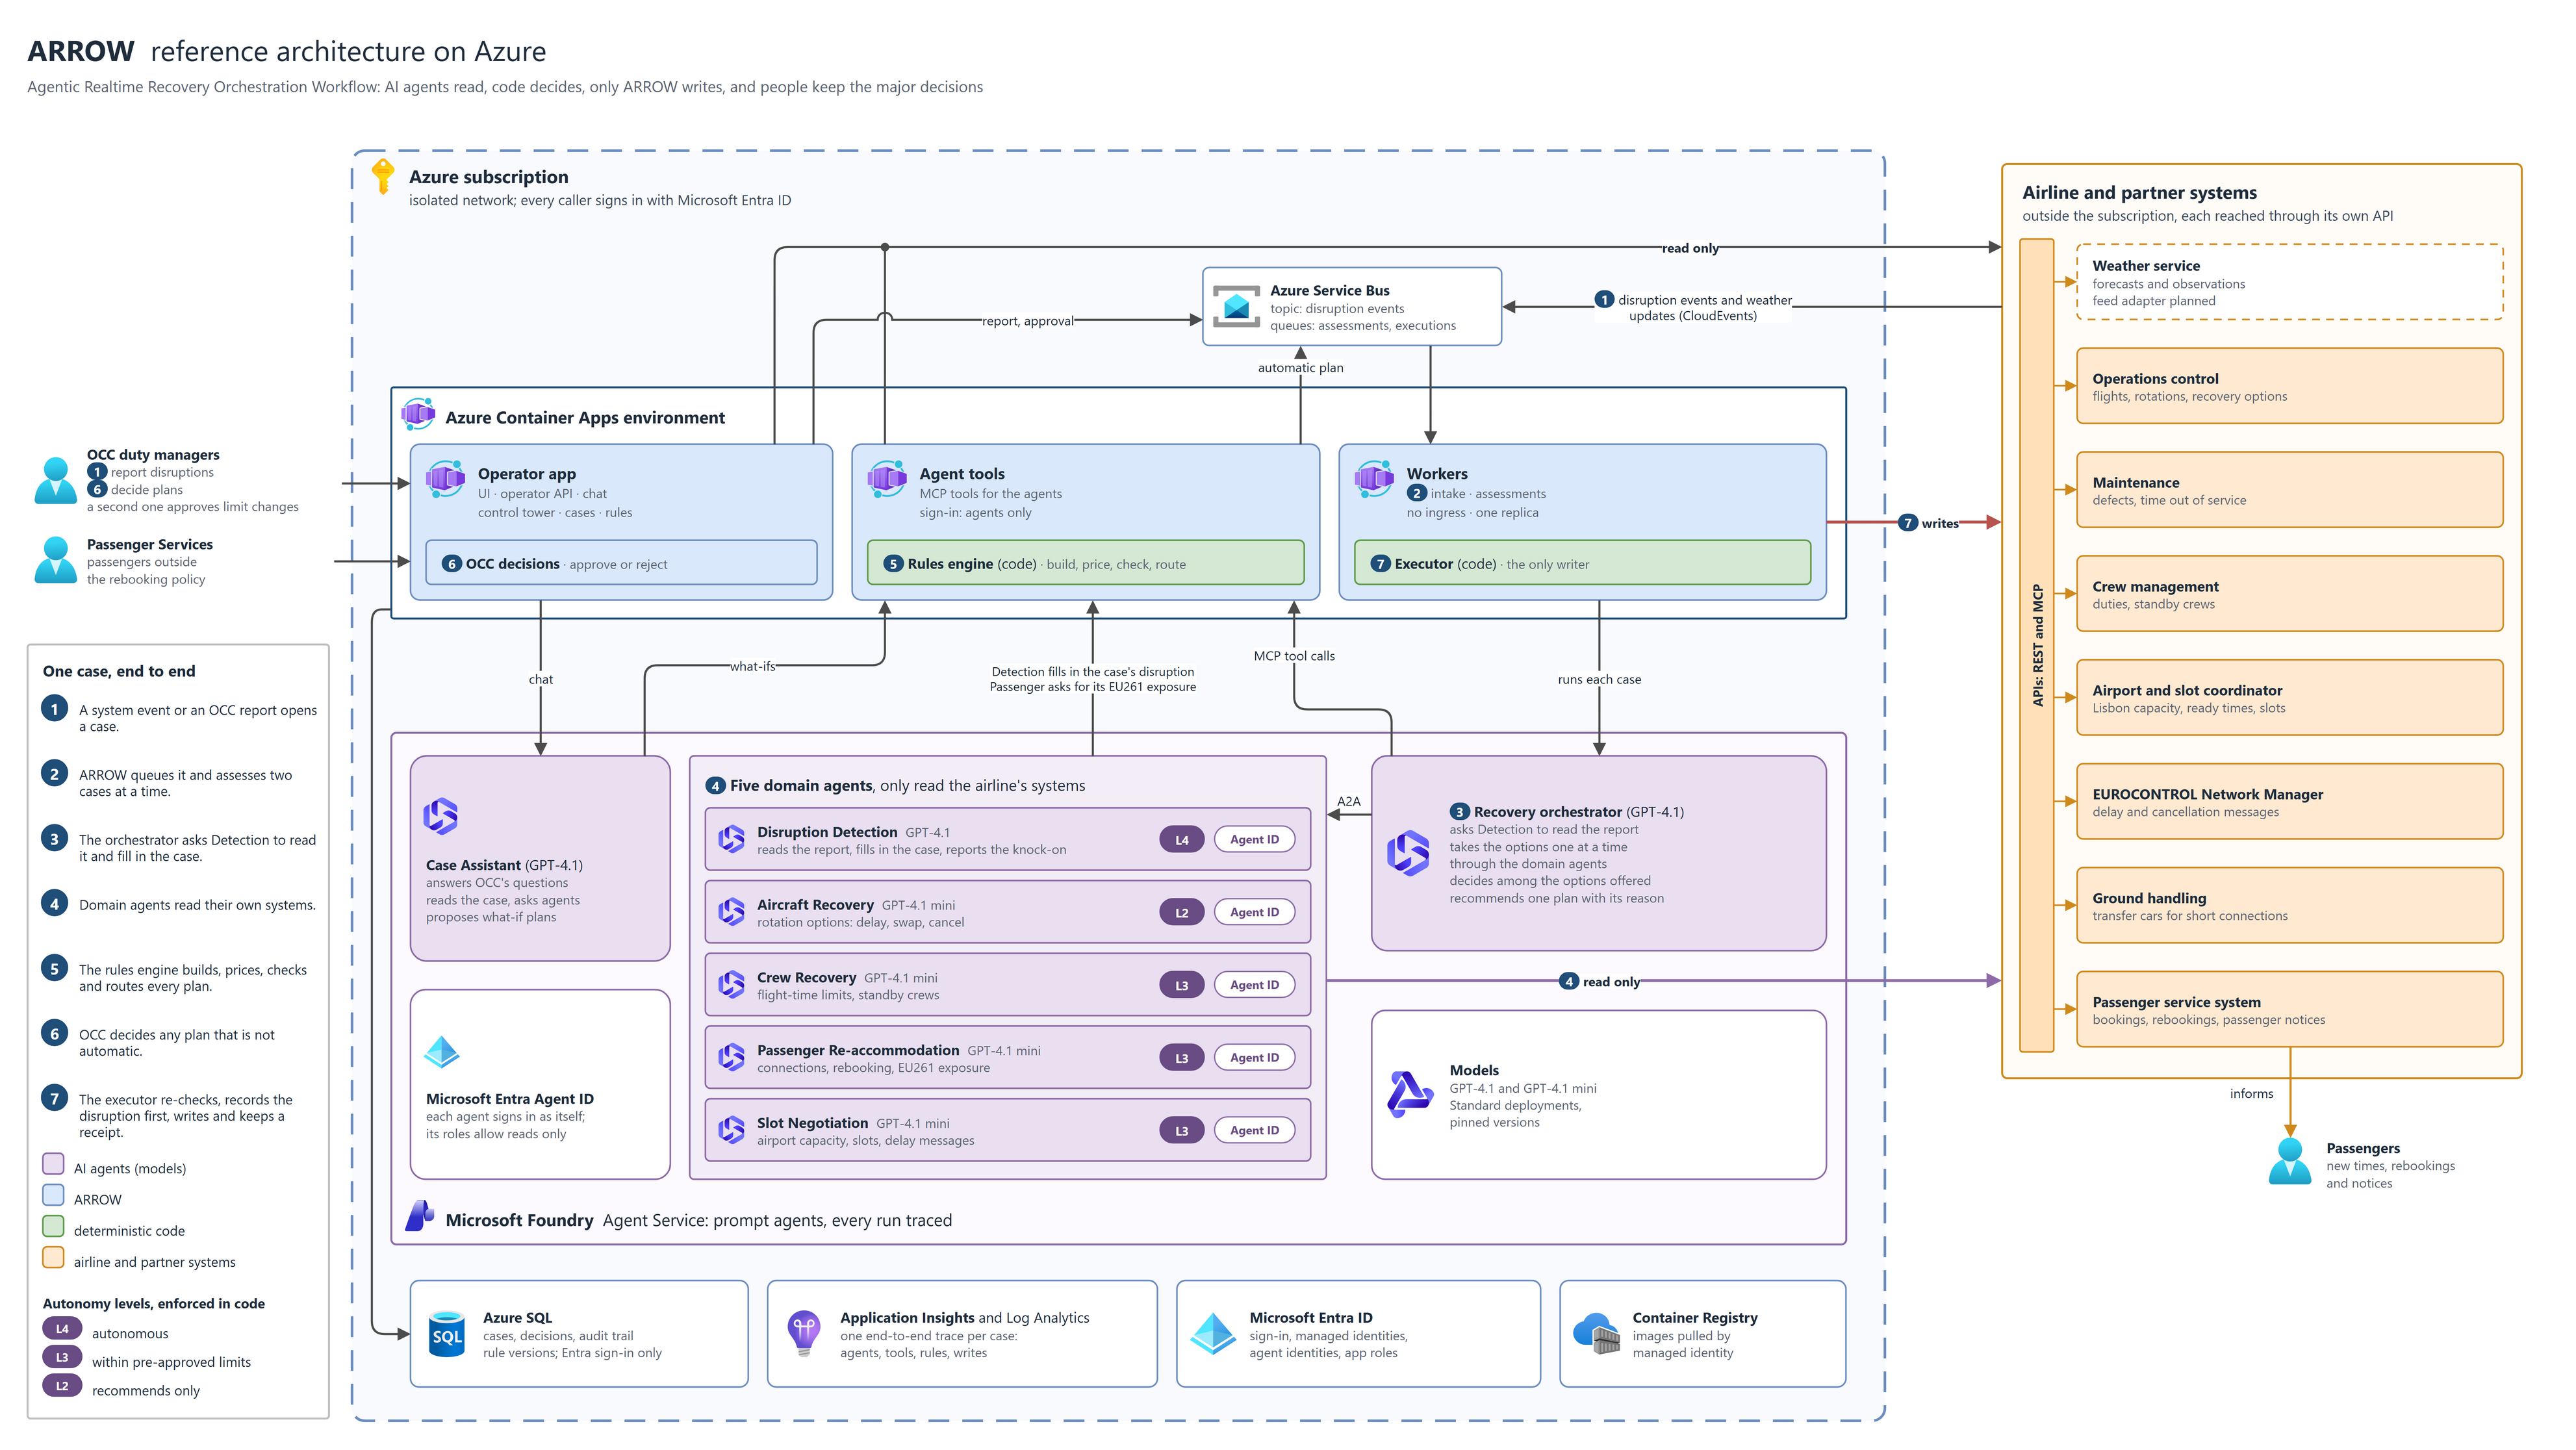 ARROW reference architecture on Azure
Agentic Realtime Recovery Orchestration Workflow: AI agents read, code decides, only ARROW writes, and people keep the major decisions
Azure subscription
isolated network; every caller signs in with Microsoft Entra ID
read only
Azure Service Bus
topic: disruption events
queues: assessments, executions
1 disruption events and weather
updates (CloudEvents)
report, approval
automatic plan
Azure Container Apps environment
OCC duty managers
1 report disruptions
6 decide plans
a second one approves limit changes
Passenger Services
passengers outside
the rebooking policy
Operator app
UI · operator API · chat
control tower · cases · rules
6 OCC decisions · approve or reject
Agent tools
MCP tools for the agents
sign-in: agents only
5 Rules engine (code) · build, price, check, route
Workers
2 intake · assessments
no ingress · one replica
7 Executor (code) · the only writer
7 writes
chat
what-ifs
Detection fills in the case's disruption
Passenger asks for its EU261 exposure
MCP tool calls
runs each case
Case Assistant (GPT-4.1)
answers OCC's questions
reads the case, asks agents
proposes what-if plans
Microsoft Entra Agent ID
each agent signs in as itself;
its roles allow reads only
4 Five domain agents, only read the airline's systems
Disruption Detection GPT-4.1
reads the report, fills in the case, reports the knock-on
L4 Agent ID
Aircraft Recovery GPT-4.1 mini
rotation options: delay, swap, cancel
L2 Agent ID
Crew Recovery GPT-4.1 mini
flight-time limits, standby crews
L3 Agent ID
Passenger Re-accommodation GPT-4.1 mini
connections, rebooking, EU261 exposure
L3 Agent ID
Slot Negotiation GPT-4.1 mini
airport capacity, slots, delay messages
L3 Agent ID
A2A
3 Recovery orchestrator (GPT-4.1)
asks Detection to read the report
takes the options one at a time
through the domain agents
decides among the options offered
recommends one plan with its reason
4 read only
Models
GPT-4.1 and GPT-4.1 mini
Standard deployments,
pinned versions
Microsoft Foundry Agent Service: prompt agents, every run traced
SQL
Azure SQL
cases, decisions, audit trail
rule versions; Entra sign-in only
Application Insights and Log Analytics
one end-to-end trace per case:
agents, tools, rules, writes
Microsoft Entra ID
sign-in, managed identities,
agent identities, app roles
Container Registry
images pulled by
managed identity
One case, end to end
1 A system event or an OCC report opens
a case.
2 ARROW queues it and assesses two
cases at a time.
3 The orchestrator asks Detection to read
it and fill in the case.
4 Domain agents read their own systems.
5 The rules engine builds, prices, checks
and routes every plan.
6 OCC decides any plan that is not
automatic.
7 The executor re-checks, records the
disruption first, writes and keeps a
receipt.
AI agents (models)
ARROW
deterministic code
airline and partner systems
Autonomy levels, enforced in code
L4 autonomous
L3 within pre-approved limits
L2 recommends only
Airline and partner systems
outside the subscription, each reached through its own API
APIs: REST and MCP
Weather service
forecasts and observations
feed adapter planned
Operations control
flights, rotations, recovery options
Maintenance
defects, time out of service
Crew management
duties, standby crews
Airport and slot coordinator
Lisbon capacity, ready times, slots
EUROCONTROL Network Manager
delay and cancellation messages
Ground handling
transfer cars for short connections
Passenger service system
bookings, rebookings, passenger notices
informs
Passengers
new times, rebookings
and notices